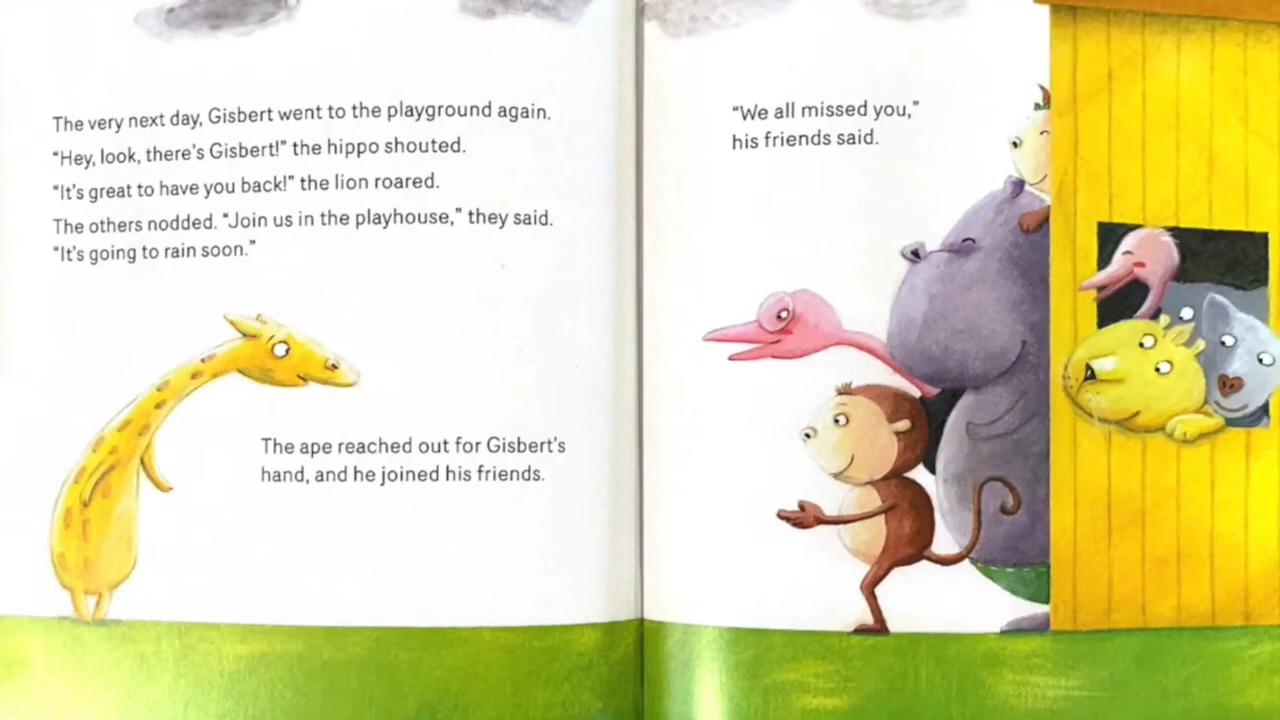 The very next day, Gisbert went to the playground again.
“Hey, look, there’s Gisbert!” the hippo shouted.
“It’s great to have you back!” the lion roared.
The others nodded. “Join us in the playhouse,” they said.
“It’s going to rain soon.”
The ape reached out for Gisbert’s
hand, and he joined his friends.
“We all missed you,”
his friends said.